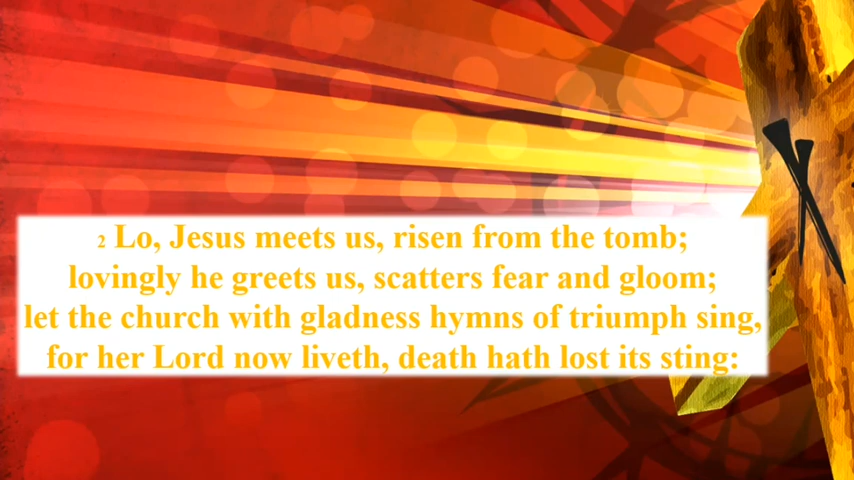 2 Lo, Jesus meets us, risen from the tomb;
lovingly he greets us, scatters fear and gloom;
let the church with gladness hymns of triumph sing,
for her Lord now liveth, death hath lost its sting: